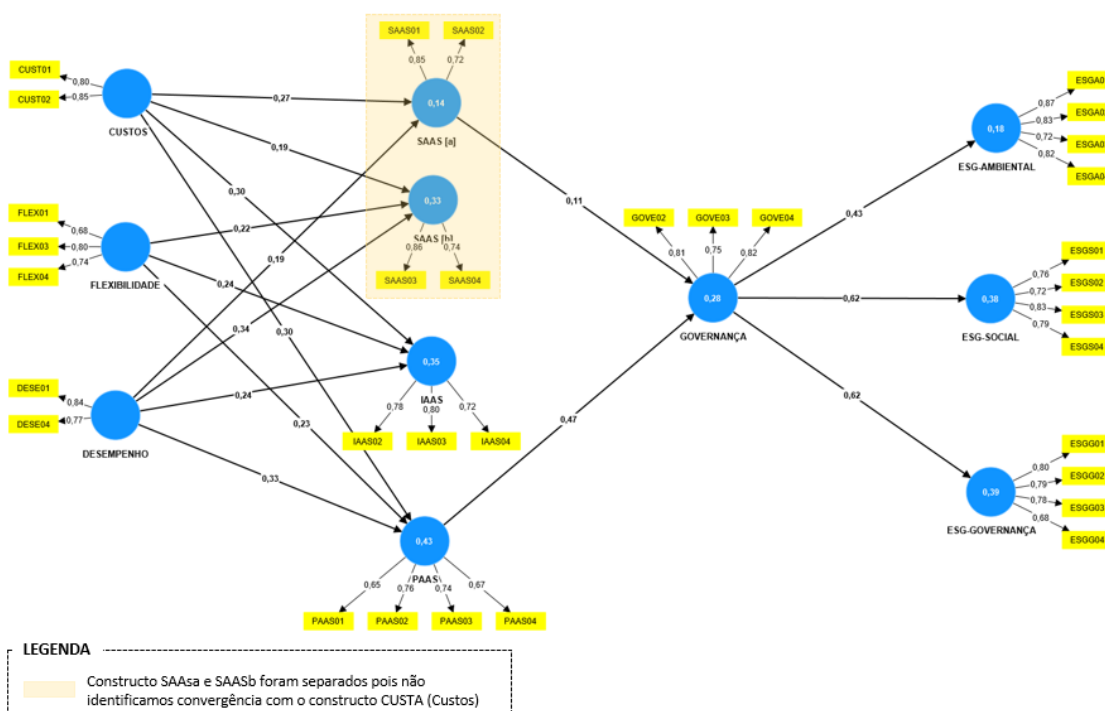 SAAS01
SAAS02
0,85
0,72
0,14
SAAS [a]
CUST01
CUST02
0,80
0,85
CUSTOS
0,27
0,19
0,30
0,30
0,33
SAAS [b]
0,86
0,74
SAAS03
SAAS04
FLEX01
FLEX03
FLEX04
0,68
0,80
0,74
FLEXIBILIDADE
0,22
0,24
0,23
DESE01
DESE04
0,84
0,77
DESEMPENHO
0,19
0,34
0,24
0,33
0,35
IAAS
0,78
0,80
0,72
IAAS02
IAAS03
IAAS04
0,43
PAAS
0,65
0,76
0,74
0,67
PAAS01
PAAS02
PAAS03
PAAS04
0,11
0,47
GOVE02
GOVE03
GOVE04
0,81
0,75
0,82
0,28
GOVERNANÇA
0,43
0,62
0,62
0,18
ESG-AMBIENTAL
0,87
0,83
0,72
0,82
ESGA0
ESGA0
ESGA0
ESGA0
0,38
ESG-SOCIAL
0,76
0,72
0,83
0,79
ESGS01
ESGS02
ESGS03
ESGS04
0,39
ESG-GOVERNANÇA
0,80
0,79
0,78
0,68
ESGG01
ESGG02
ESGG03
ESGG04
LEGENDA
Constructo SAAsa e SAASb foram separados pois não
identificamos convergência com o constructo CUSTA (Custos)